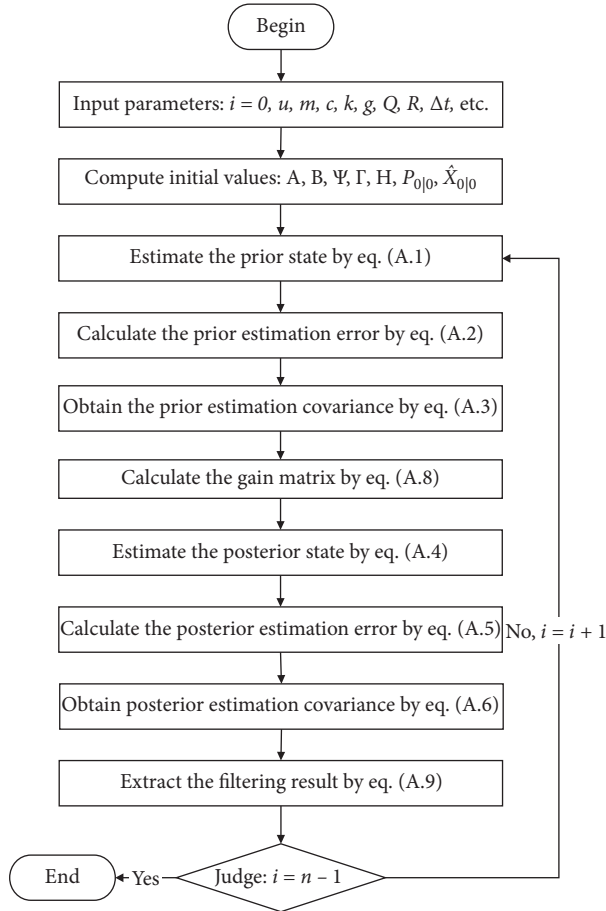 Begin
Input parameters: i = 0, u, m, c, k, g, Q, R, Δt, etc.
Compute initial values: A, B, Ψ, Γ, H, P₀|₀, X̂₀|₀
Estimate the prior state by eq. (A.1)
Calculate the prior estimation error by eq. (A.2)
Obtain the prior estimation covariance by eq. (A.3)
Calculate the gain matrix by eq. (A.8)
Estimate the posterior state by eq. (A.4)
Calculate the posterior estimation error by eq. (A.5)
No, i = i + 1
Obtain posterior estimation covariance by eq. (A.6)
Extract the filtering result by eq. (A.9)
Judge: i = n – 1
Yes
End